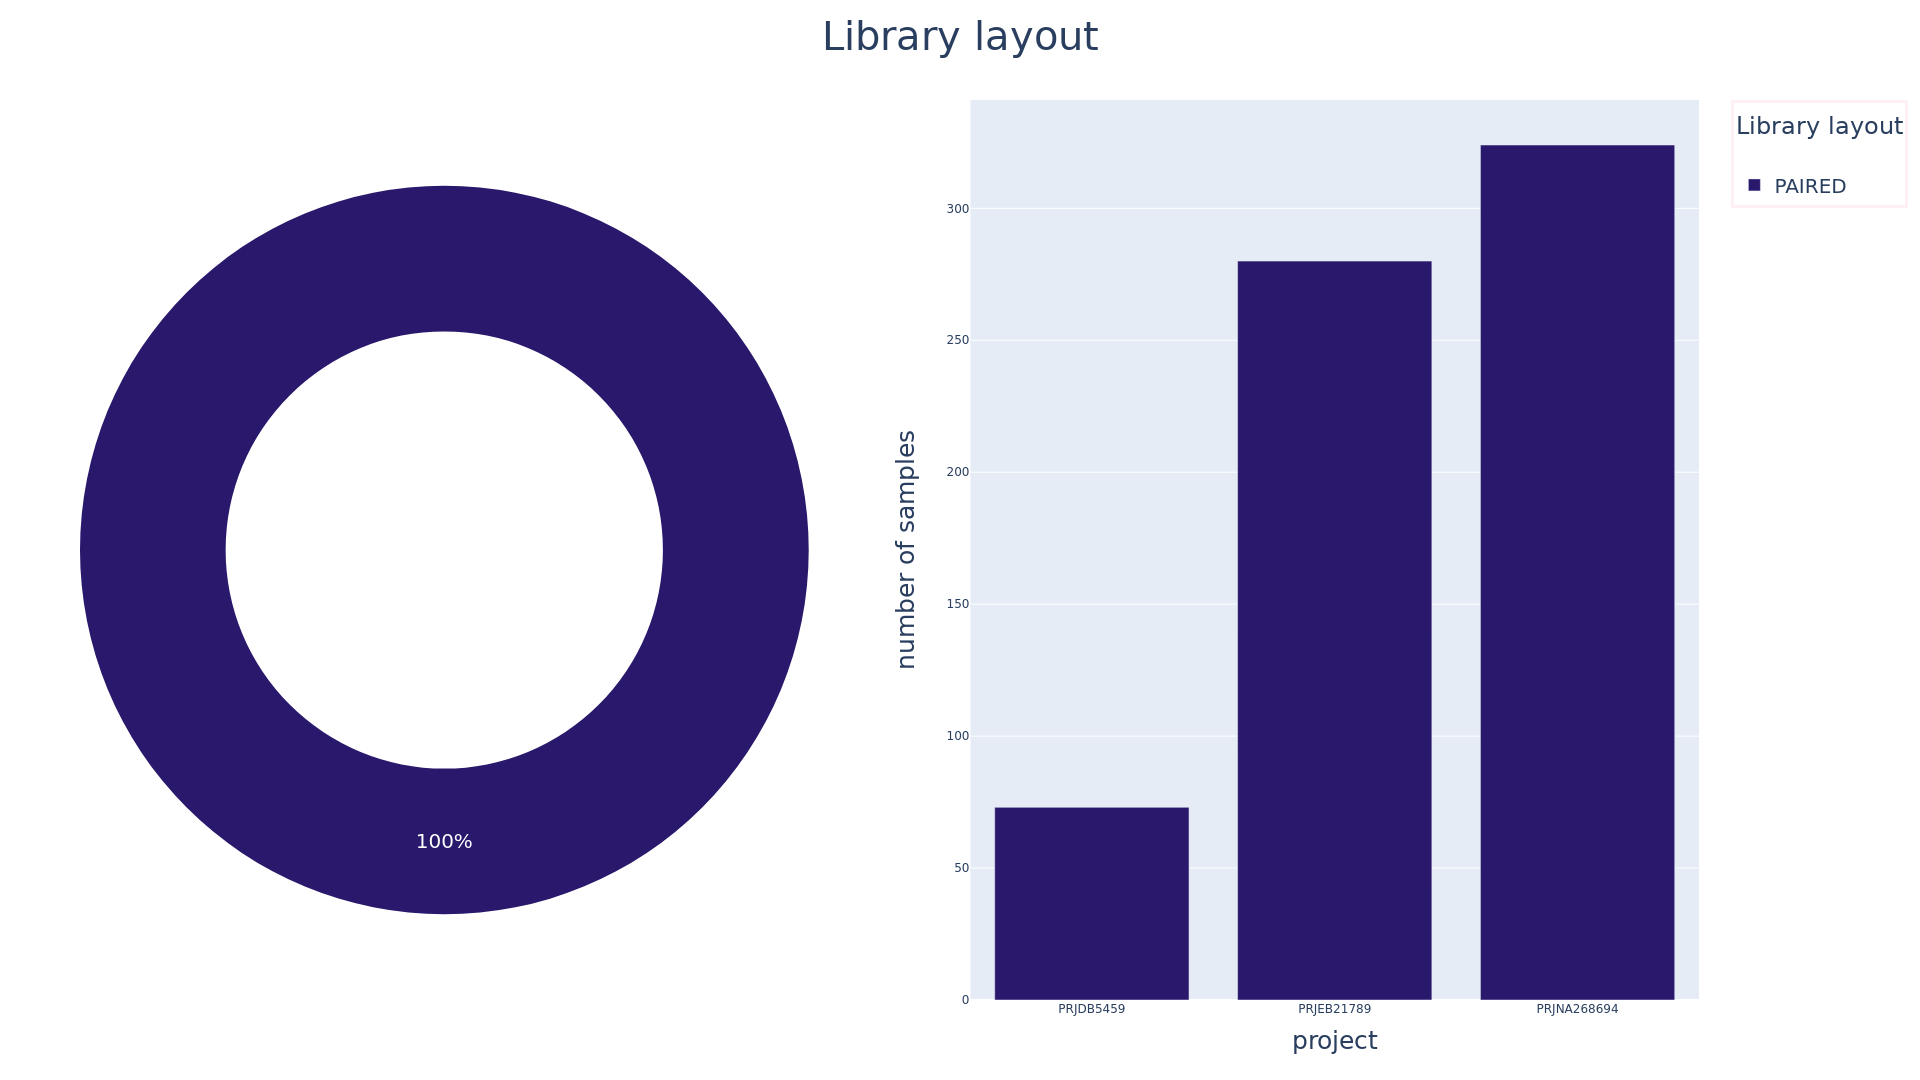 Library layout
100%
number of samples
300
250
200
150
100
50
0
PRJDB5459
PRJEB21789
PRJNA268694
project
Library layout
PAIRED